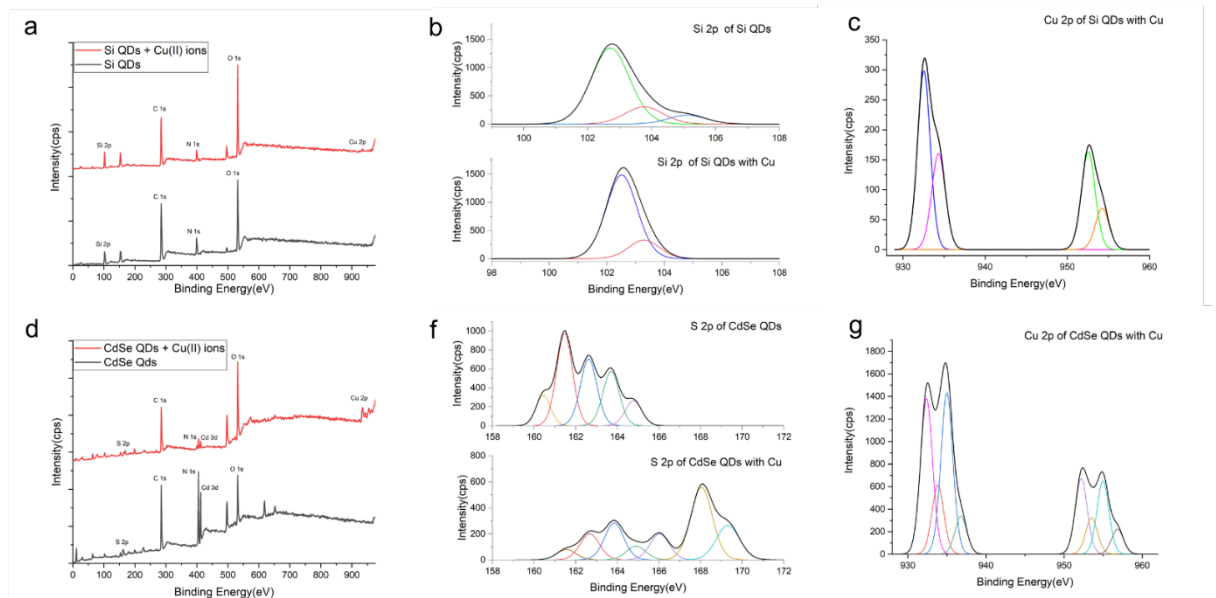 a
Si QDs + Cu(II) ions
Si QDs
Si 2p
C 1s
N 1s
O 1s
Cu 2p
Si 2p
C 1s
N 1s
O 1s
Intensity(cps)
0 100 200 300 400 500 600 700 800 900
Binding Energy(eV)
b
Si 2p of Si QDs
Intensity(cps)
1500
1000
500
0
100 102 104 106 108
Si 2p of Si QDs with Cu
Intensity(cps)
1500
1000
500
0
98 100 102 104 106 108
Binding Energy(eV)
c
Cu 2p of Si QDs with Cu
Intensity(cps)
350
300
250
200
150
100
50
0
930 940 950 960
Binding Energy(eV)
d
CdSe QDs + Cu(II) ions
CdSe Qds
S 2p
C 1s
N 1s
Cd 3d
O 1s
Cu 2p
S 2p
C 1s
N 1s
Cd 3d
O 1s
Intensity(cps)
0 100 200 300 400 500 600 700 800 900
Binding Energy(eV)
f
S 2p of CdSe QDs
Intensity(cps)
1000
800
600
400
200
0
158 160 162 164 166 168 170 172
S 2p of CdSe QDs with Cu
Intensity(cps)
800
600
400
200
0
158 160 162 164 166 168 170 172
Binding Energy(eV)
g
Cu 2p of CdSe QDs with Cu
Intensity(cps)
1800
1600
1400
1200
1000
800
600
400
200
0
930 940 950 960
Binding Energy(eV)